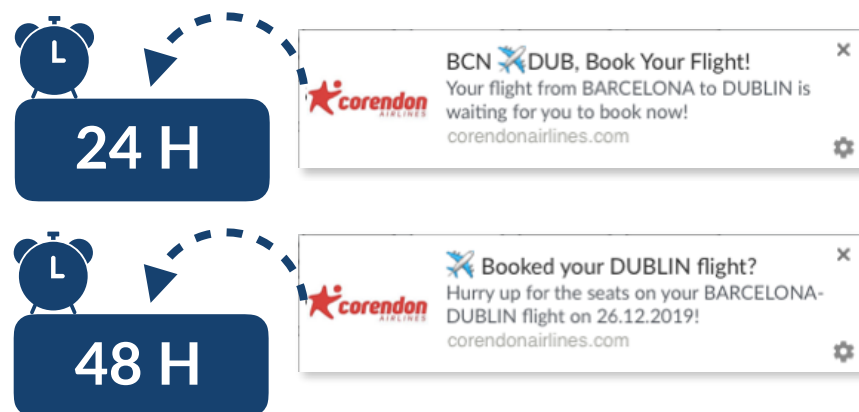 BCN ✈️DUB, Book Your Flight!
Your flight from BARCELONA to DUBLIN is
waiting for you to book now!
corendonairlines.com
corendon
AIRLINES
24 H
✈️ Booked your DUBLIN flight?
Hurry up for the seats on your BARCELONA-
DUBLIN flight on 26.12.2019!
corendonairlines.com
corendon
AIRLINES
48 H